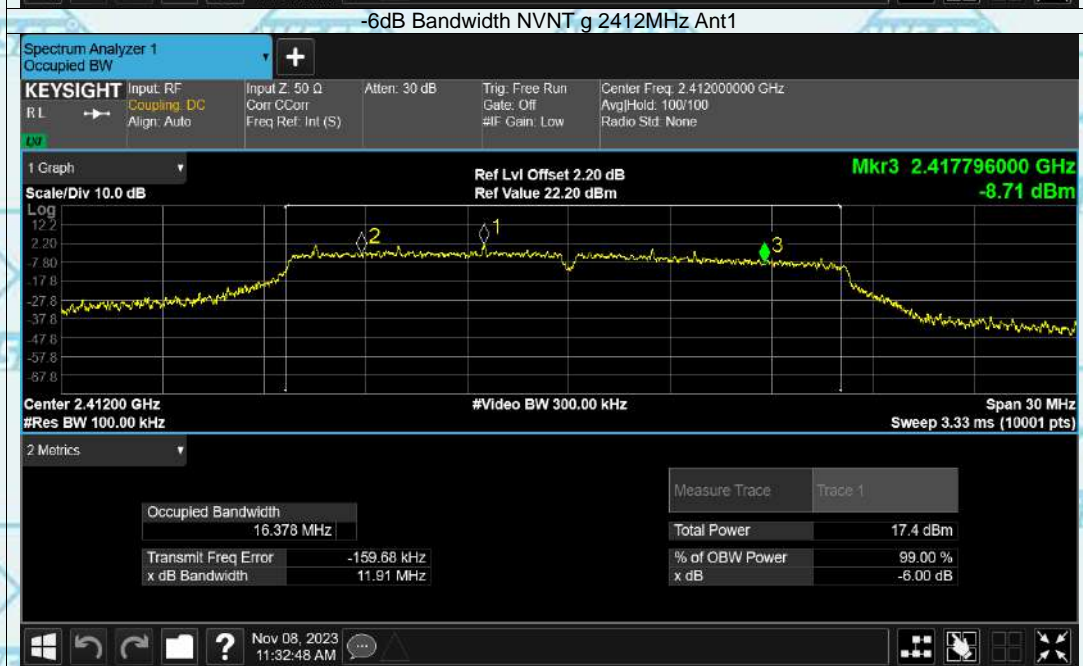 -6dB Bandwidth NVNT g 2412MHz Ant1
Spectrum Analyzer 1
Occupied BW
+
KEYSIGHT Input: RF Input Z: 50 Ω Atten: 30 dB Trig: Free Run Center Freq: 2.412000000 GHz
R L Coupling: DC Corr CCorr Gate: Off Avg|Hold: 100/100
Align: Auto Freq Ref: Int (S) #IF Gain: Low Radio Std: None
LXI
1 Graph Ref Lvl Offset 2.20 dB Mkr3 2.417796000 GHz
Scale/Div 10.0 dB Ref Value 22.20 dBm -8.71 dBm
Log
12.2
2.20
-7.80
-17.8
-27.8
-37.8
-47.8
-57.8
-67.8
2
1
3
Center 2.41200 GHz #Video BW 300.00 kHz Span 30 MHz
#Res BW 100.00 kHz Sweep 3.33 ms (10001 pts)
2 Metrics
Measure Trace Trace 1
Occupied Bandwidth
16.378 MHz
Total Power 17.4 dBm
Transmit Freq Error -159.68 kHz % of OBW Power 99.00 %
x dB Bandwidth 11.91 MHz x dB -6.00 dB
? Nov 08, 2023
11:32:48 AM